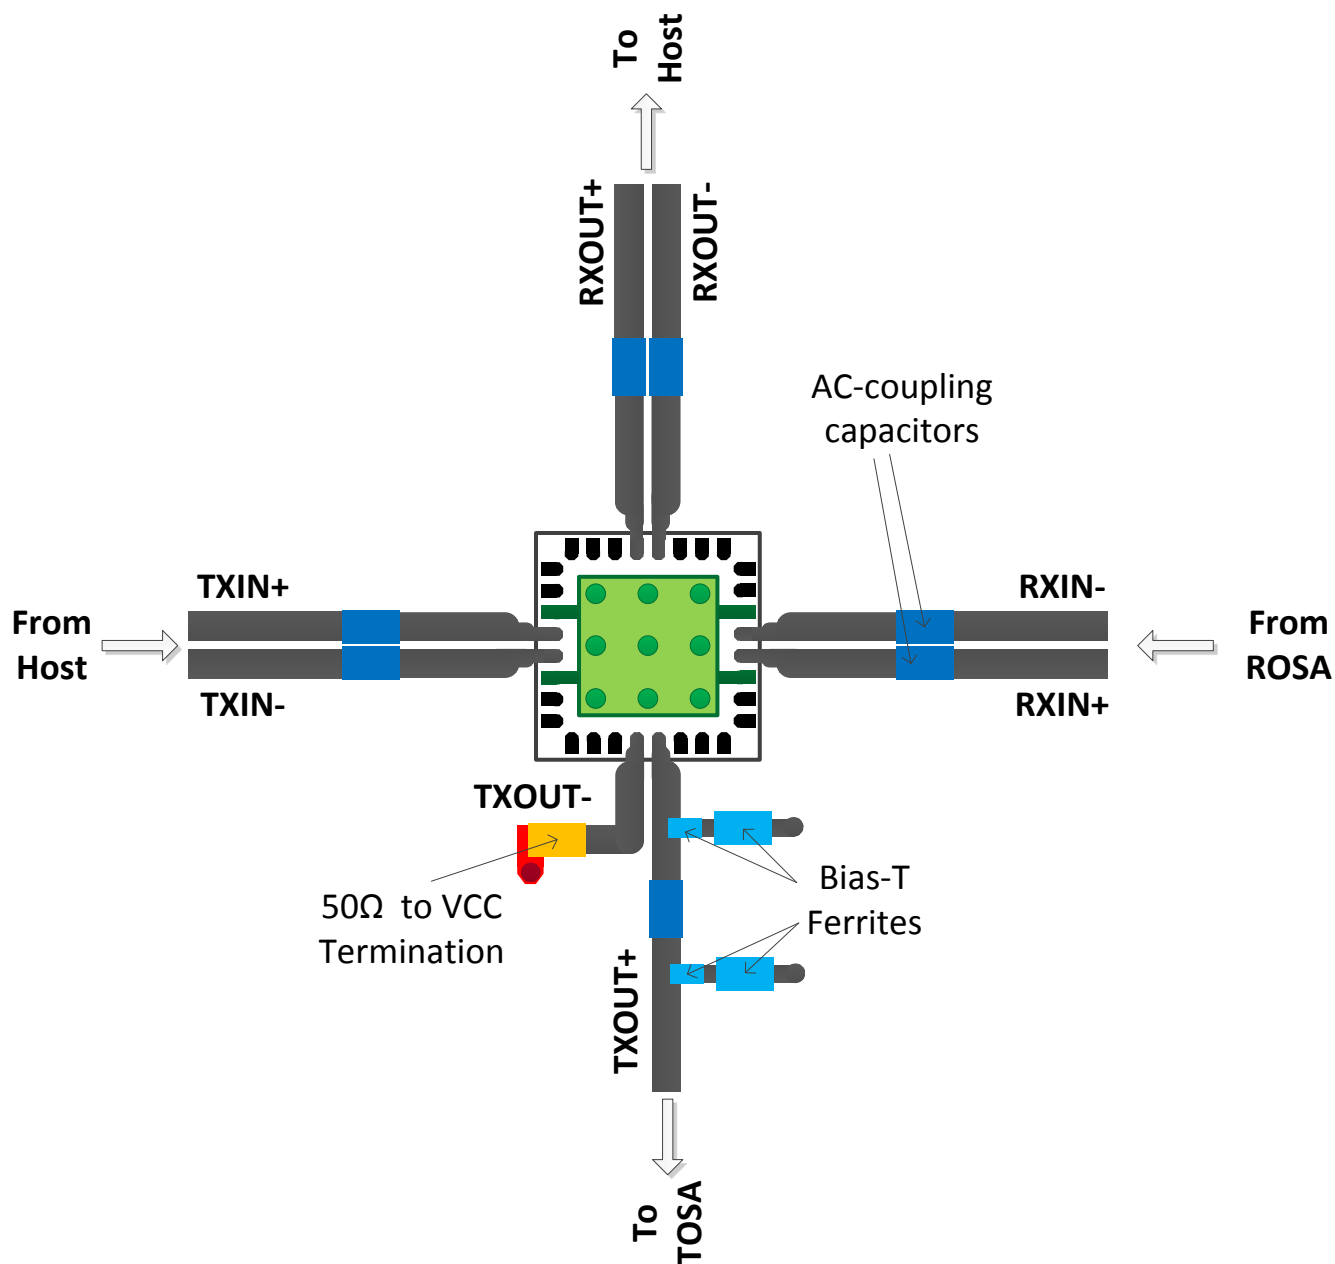 To
Host
RXOUT+
RXOUT-
AC-coupling
capacitors
TXIN+
RXIN-
From
Host
From
ROSA
TXIN-
RXIN+
TXOUT-
50Ω to VCC
Termination
Bias-T
Ferrites
TXOUT+
To
TOSA